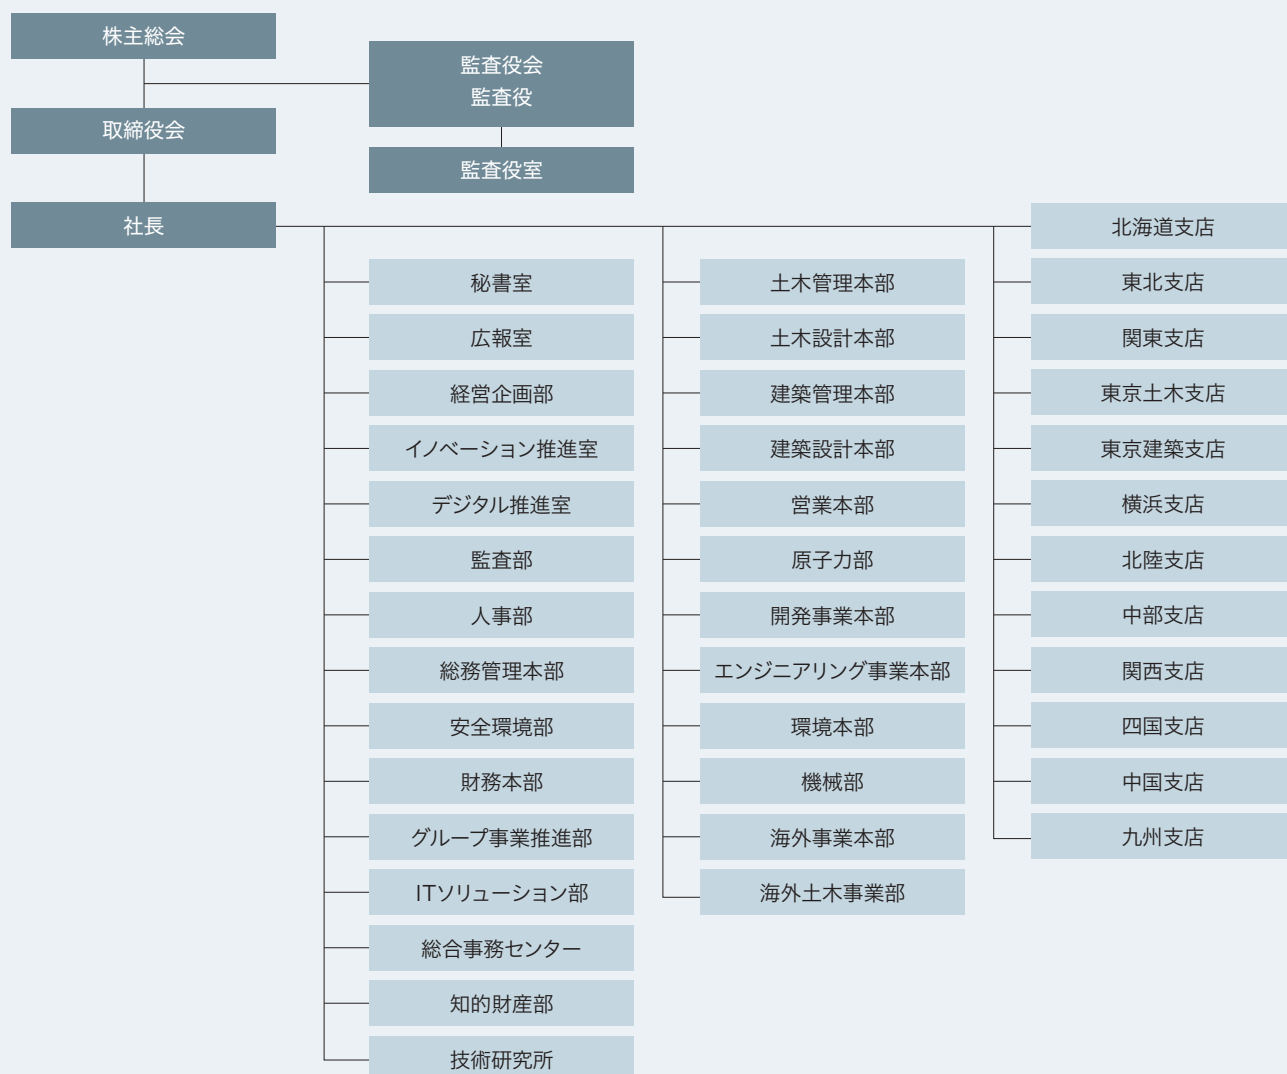 株主総会
監査役会
監査役
取締役会
監査役室
社長
秘書室
広報室
経営企画部
イノベーション推進室
デジタル推進室
監査部
人事部
総務管理本部
安全環境部
財務本部
グループ事業推進部
ITソリューション部
総合事務センター
知的財産部
技術研究所
土木管理本部
土木設計本部
建築管理本部
建築設計本部
営業本部
原子力部
開発事業本部
エンジニアリング事業本部
環境本部
機械部
海外事業本部
海外土木事業部
北海道支店
東北支店
関東支店
東京土木支店
東京建築支店
横浜支店
北陸支店
中部支店
関西支店
四国支店
中国支店
九州支店